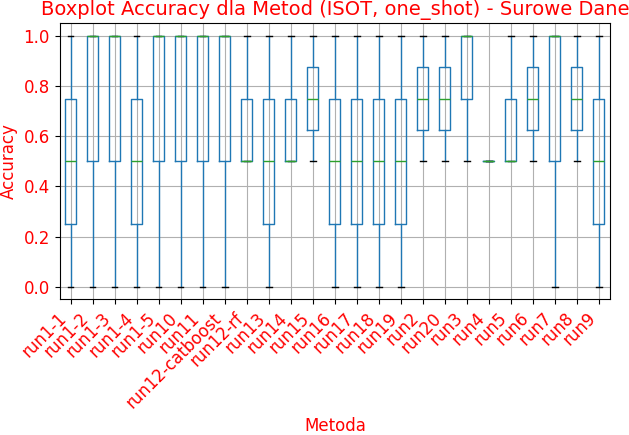 Boxplot Accuracy dla Metod (ISOT, one_shot) - Surowe Dane
Accuracy
1.0
0.8
0.6
0.4
0.2
0.0
run1-1
run1-2
run1-3
run1-4
run1-5
run10
run11
run12-catboost
run12-rf
run13
run14
run15
run16
run17
run18
run19
run2
run20
run3
run4
run5
run6
run7
run8
run9
Metoda